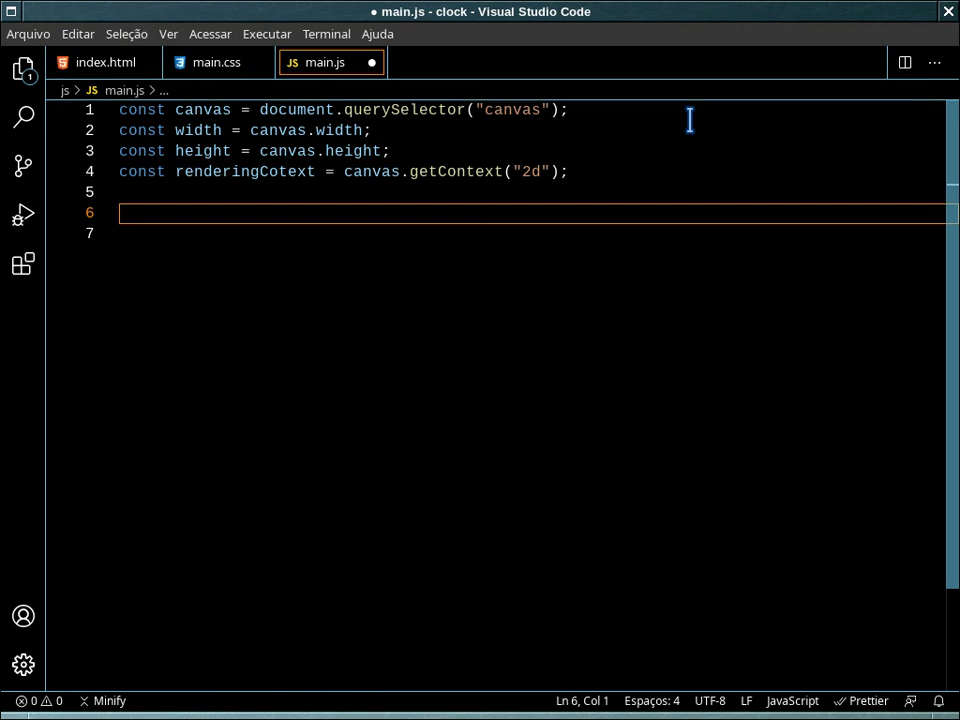 ● main.js - clock - Visual Studio Code
Arquivo Editar Seleção Ver Acessar Executar Terminal Ajuda
index.html main.css JS main.js ●
js > JS main.js > ...
1 const canvas = document.querySelector("canvas");
2 const width = canvas.width;
3 const height = canvas.height;
4 const renderingCotext = canvas.getContext("2d");
5
6
7
1
0 0 Minify Ln 6, Col 1 Espaços: 4 UTF-8 LF JavaScript Prettier